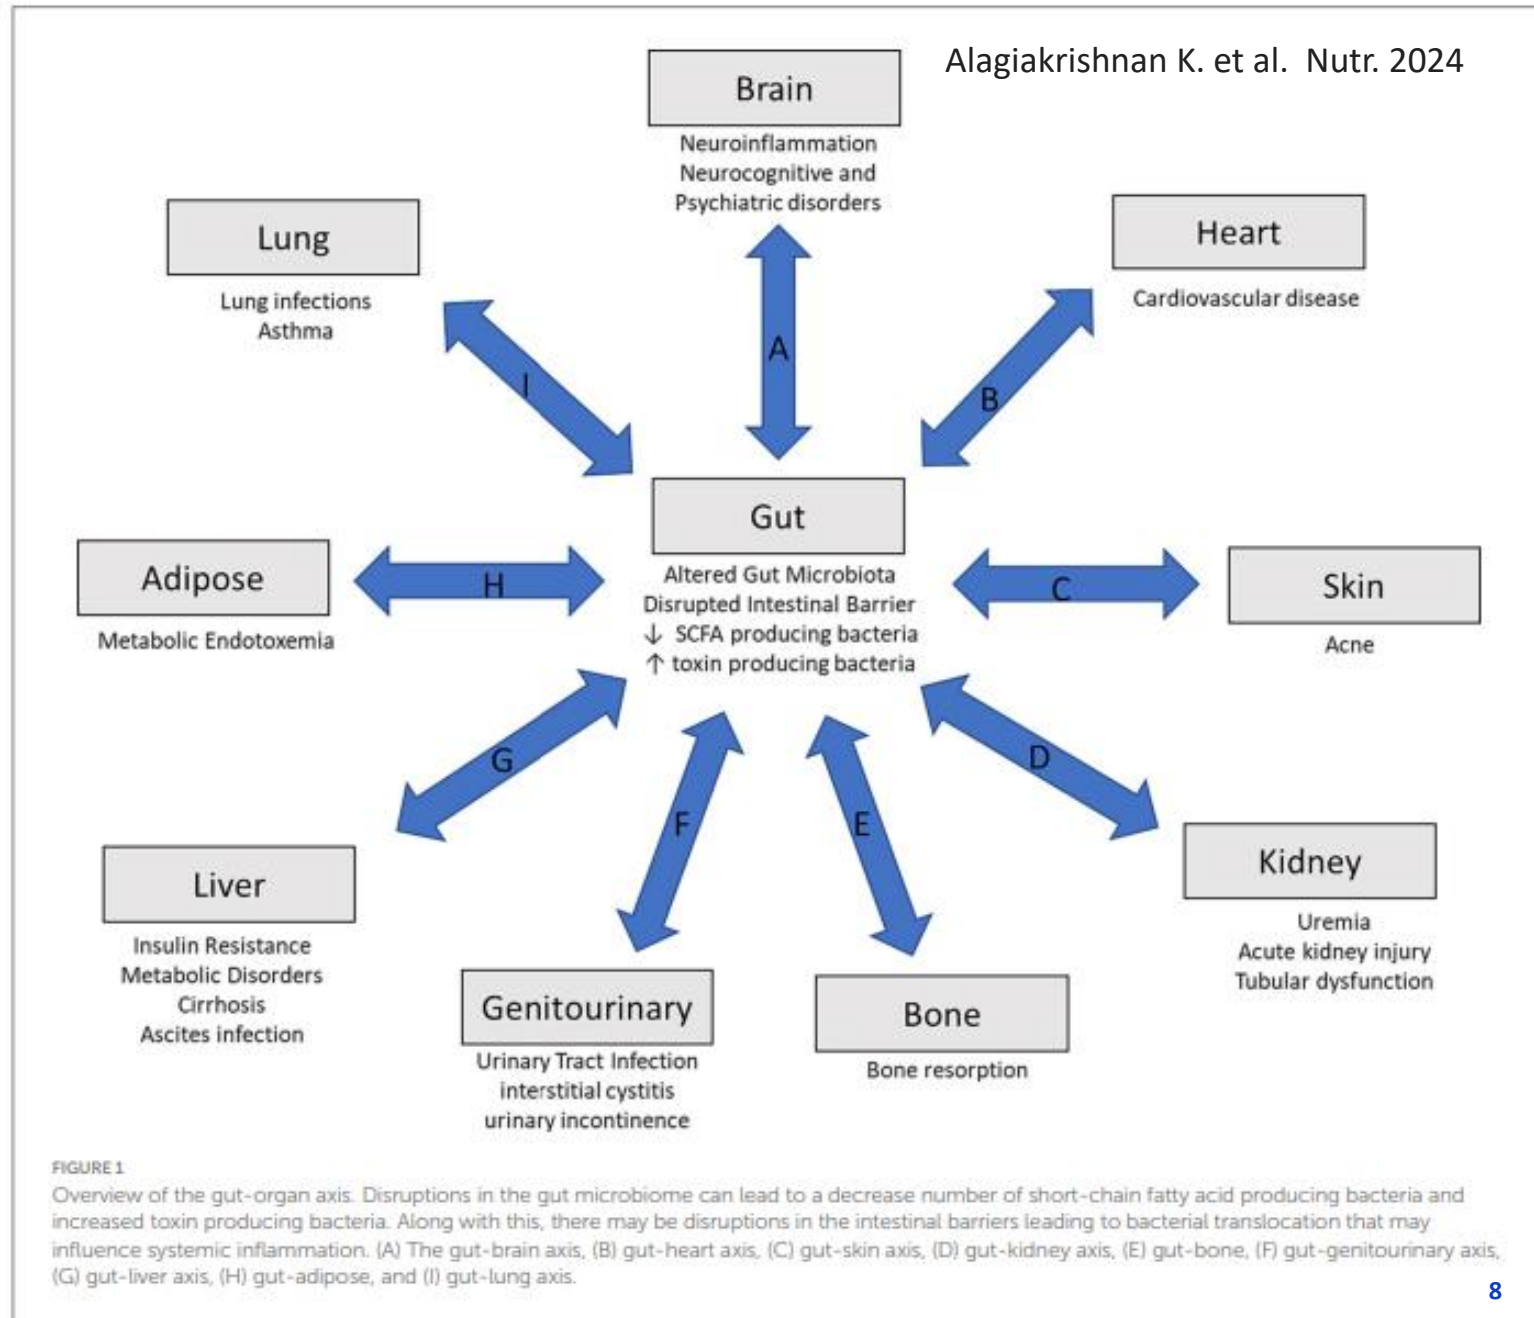 Alagiakrishnan K. et al.  Nutr. 2024
Brain
Neuroinflammation
Neurocognitive and
Psychiatric disorders
Lung
Lung infections
Asthma
Heart
Cardiovascular disease
A
I
B
Gut
Altered Gut Microbiota
Disrupted Intestinal Barrier
↓ SCFA producing bacteria
↑ toxin producing bacteria
Adipose
Metabolic Endotoxemia
H
C
Skin
Acne
G
F
E
D
Liver
Insulin Resistance
Metabolic Disorders
Cirrhosis
Ascites infection
Genitourinary
Urinary Tract Infection
interstitial cystitis
urinary incontinence
Bone
Bone resorption
Kidney
Uremia
Acute kidney injury
Tubular dysfunction
FIGURE 1
Overview of the gut-organ axis. Disruptions in the gut microbiome can lead to a decrease number of short-chain fatty acid producing bacteria and
increased toxin producing bacteria. Along with this, there may be disruptions in the intestinal barriers leading to bacterial translocation that may
influence systemic inflammation. (A) The gut-brain axis, (B) gut-heart axis, (C) gut-skin axis, (D) gut-kidney axis, (E) gut-bone, (F) gut-genitourinary axis,
(G) gut-liver axis, (H) gut-adipose, and (I) gut-lung axis.
8